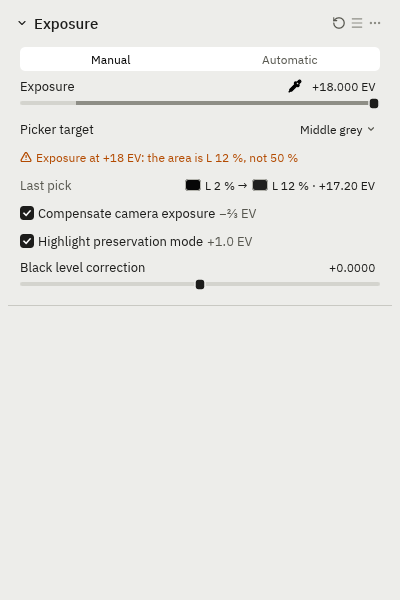 Exposure
Manual Automatic
Exposure +18.000 EV
Picker target Middle grey
Exposure at +18 EV: the area is L 12 %, not 50 %
Last pick L 2 % → L 12 % · +17.20 EV
Compensate camera exposure −⅔ EV
Highlight preservation mode +1.0 EV
Black level correction +0.0000